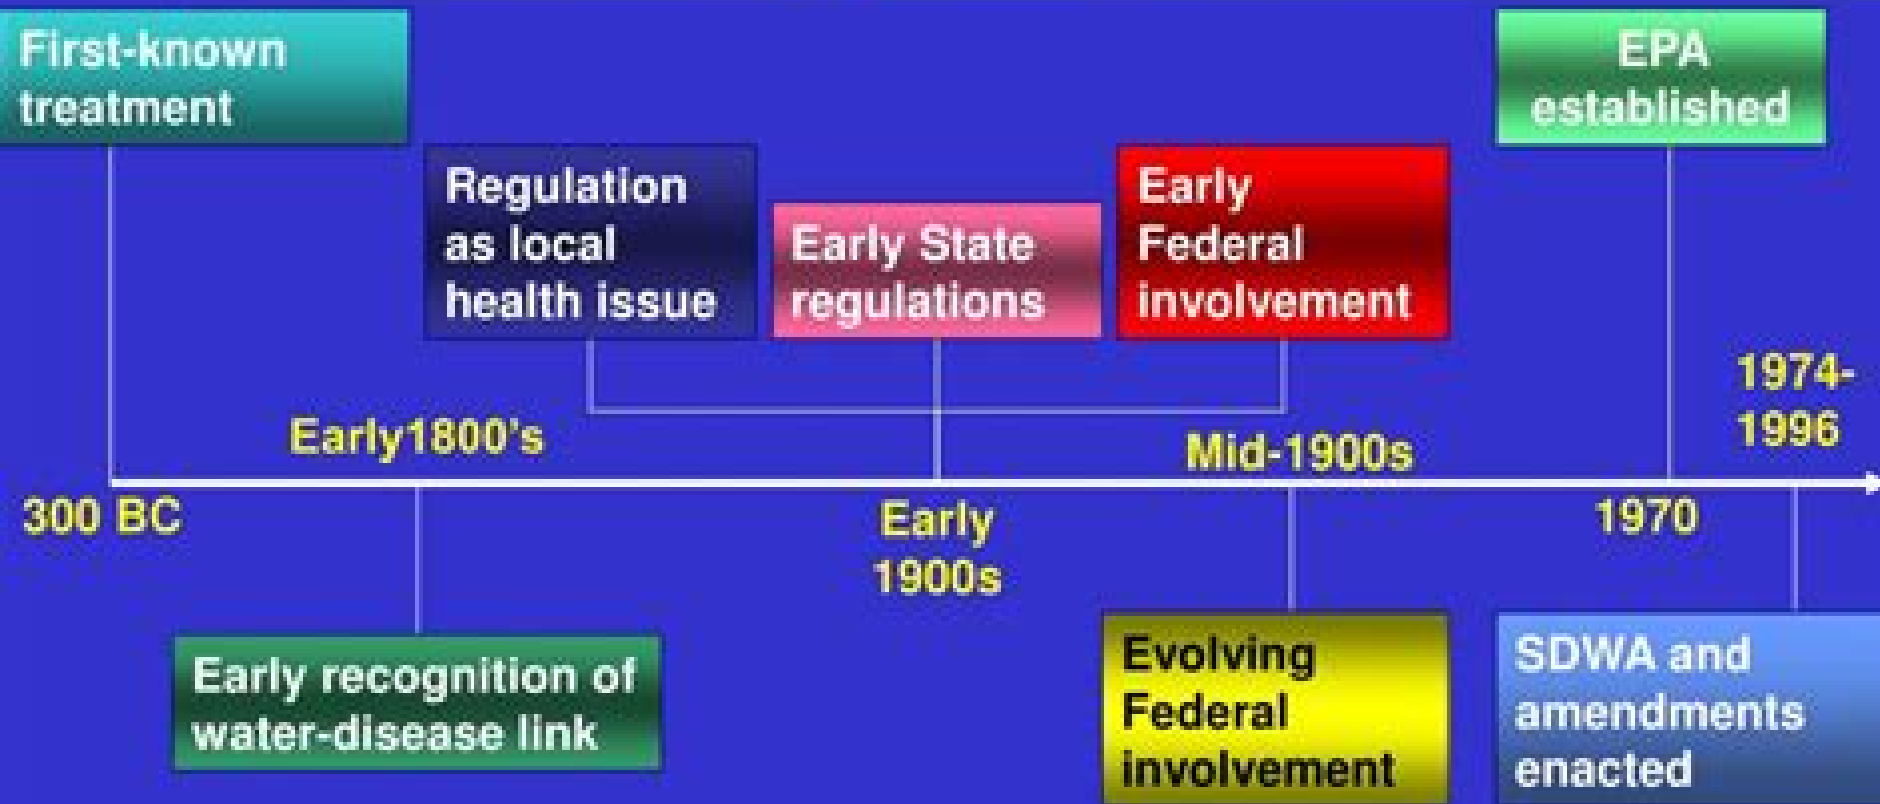 First-known
treatment
EPA
established
Regulation
as local
health issue
Early State
regulations
Early
Federal
involvement
1974-
1996
Early1800's
Mid-1900s
300 BC
Early
1900s
1970
Early recognition of
water-disease link
Evolving
Federal
involvement
SDWA and
amendments
enacted